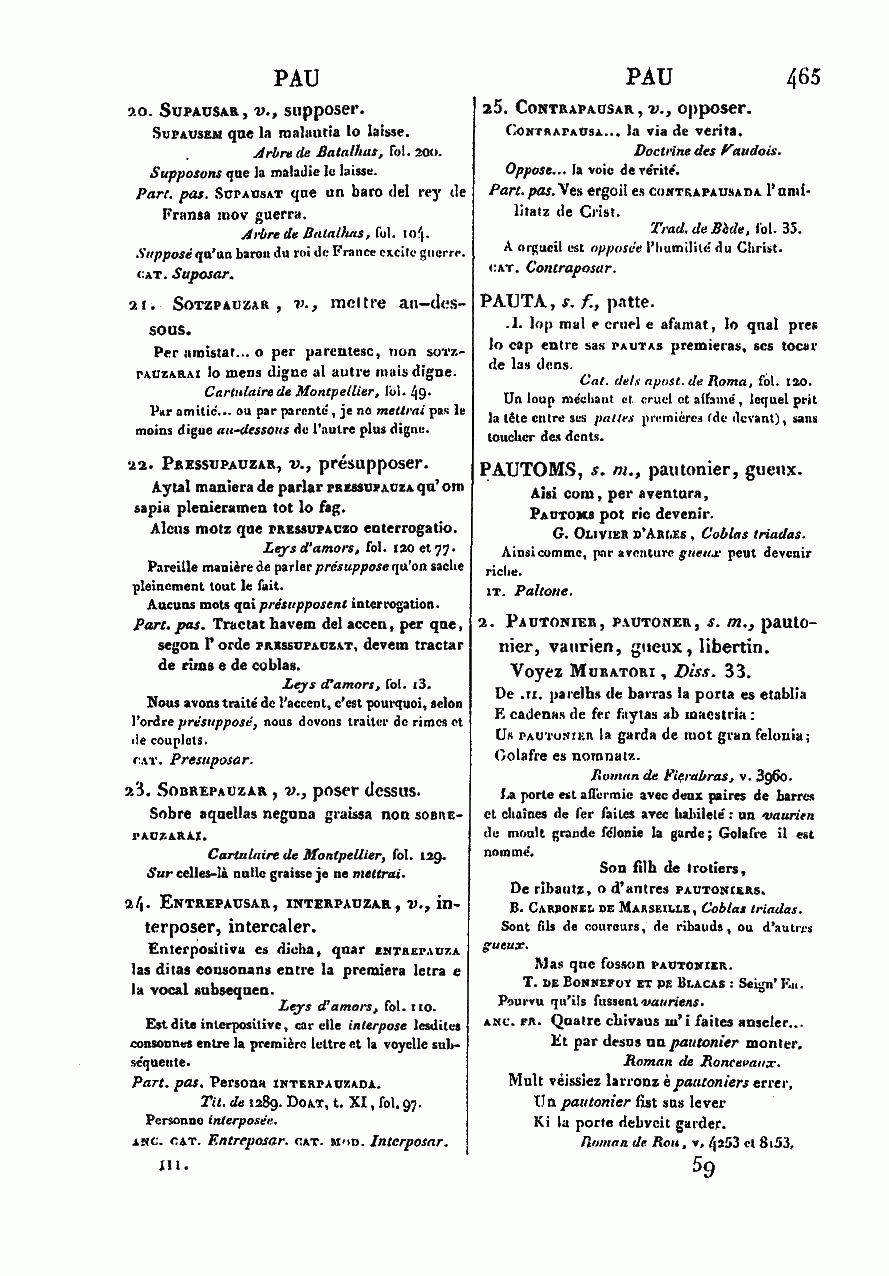 PAU
PAU 465
20. SUPAUSAR, v., supposer.
SUPAUSEM que la malautia lo laisse.
Arbre de Batalhas, fol. 200.
Supposons que la maladie le laisse.
Part. pas. SUPAUSAT que un baro del rey de
Fransa mov guerra.
Arbre de Batalhas, fol. 104.
Supposé qu'un baron du roi de France excite guerre.
CAT. Suposar.
21. SOTZPAUZAR, v., mettre au-des-
sous.
Per amistat... o per parentesc, non SOTZ-
PAUZARAI lo mens digne al autre mais digne.
Cartulaire de Montpellier, fol. 49.
Par amitié... ou par parenté, je ne mettrai pas le
moins digue au-dessous de l'autre plus digne.
22. PRESSUPAUZAR, v., présupposer.
Aytal maniera de parlar PRESSUPAUZA qu'om
sapia plenieramen tot lo fag.
Alcus motz que PRESSUPAUZO enterrogatio.
Leys d'amors, fol. 120 et 77.
Pareille manière de parler présuppose qu'on sache
pleinement tout le fait.
Aucuns mots qui présupposent interrogation.
Part. pas. Tractat havem del accen, per que,
segon l'orde PRESSUPAUZAT, devem tractar
de rims e de coblas.
Leys d'amors, fol. 13.
Nous avons traité de l'accent, c'est pourquoi, selon
l'ordre présupposé, nous devons traiter de rimes et
de couplets.
CAT. Presuposar.
23. SOBREPAUZAR, v., poser dessus.
Sobre aquellas neguna graissa non SOBRE-
PAUZARAI.
Cartulaire de Montpellier, fol. 129.
Sur celles-là nulle graisse je ne mettrai.
24. ENTREPAUSAR, INTERPAUZAR, v., in-
terposer, intercaler.
Enterpositiva es dicha, quar ENTREPAUZA
las ditas consonans entre la premiera letra e
la vocal subsequen.
Leys d'amors, fol. 110.
Est dite interpositive, car elle interpose lesdites
consonnes entre la première lettre et la voyelle sub-
séquente.
Part. pas. Persona INTERPAUZADA.
Tit. de 1289. DOAT, t. XI, fol. 97.
Personne interposée.
ANC. CAT. Entreposar. CAT. MOD. Interposar.
III.
25. CONTRAPAUSAR, v., opposer.
CONTRAPAUSA... la via de verita.
Doctrine des Vaudois.
Oppose... la voie de vérité.
Part. pas. Ves ergoil es CONTRAPAUSADA l'umi-
litatz de Crist.
Trad. de Bède, fol. 35.
A orgueil est opposée l'humilité du Christ.
CAT. Contraposar.
PAUTA, s. f., patte.
.I. lop mal e cruel e afamat, lo qual pres
lo cap entre sas PAUTAS premieras, ses tocar
de las dens.
Cat. dels apost. de Roma, fol. 120.
Un loup méchant et cruel et affamé, lequel prit
la tête entre ses pattes premières (de devant), sans
toucher des dents.
PAUTOMS, s. m., pautonier, gueux.
Aisi com, per aventura,
PAUTOMS pot ric devenir.
G. OLIVIER D'ARLES, Coblas triadas.
Ainsi comme, par aventure gueux peut devenir
riche.
IT. Paltone.
2. PAUTONIER, PAUTONER, s. m., pauto-
nier, vaurien, gueux, libertin.
Voyez MURATORI, Diss. 33.
De .II. parelhs de barras la porta es establia
E cadenas de fer faytas ab maestria:
Us PAUTONIER la garda de mot gran felonia;
Golafre es nomnatz.
Roman de Fierabras, v. 3960.
La porte est affermie avec deux paires de barres
et chaînes de fer faites avec habileté: un vaurien
de moult grande félonie la garde; Golafre il est
nommé.
Son filh de trotiers,
De ribautz, o d'autres PAUTONIERS.
B. CARBONEL DE MARSEILLE, Coblas triadas.
Sont fils de coureurs, de ribauds, ou d'autres
gueux.
Mas que fosson PAUTONIER.
T. DE BONNEFOY ET DE BLACAS: Seign' En.
Pourvu qu'ils fussent vauriens.
ANC. FR. Quatre chivaus m'i faites anseler...
Et par desus un pautonier monter.
Roman de Roncevaux.
Mult véissiez larronz è pautoniers errer,
Un pautonier fist sus lever
Ki la porte debveit garder.
Roman de Rou, v. 4253 et 8153.
59